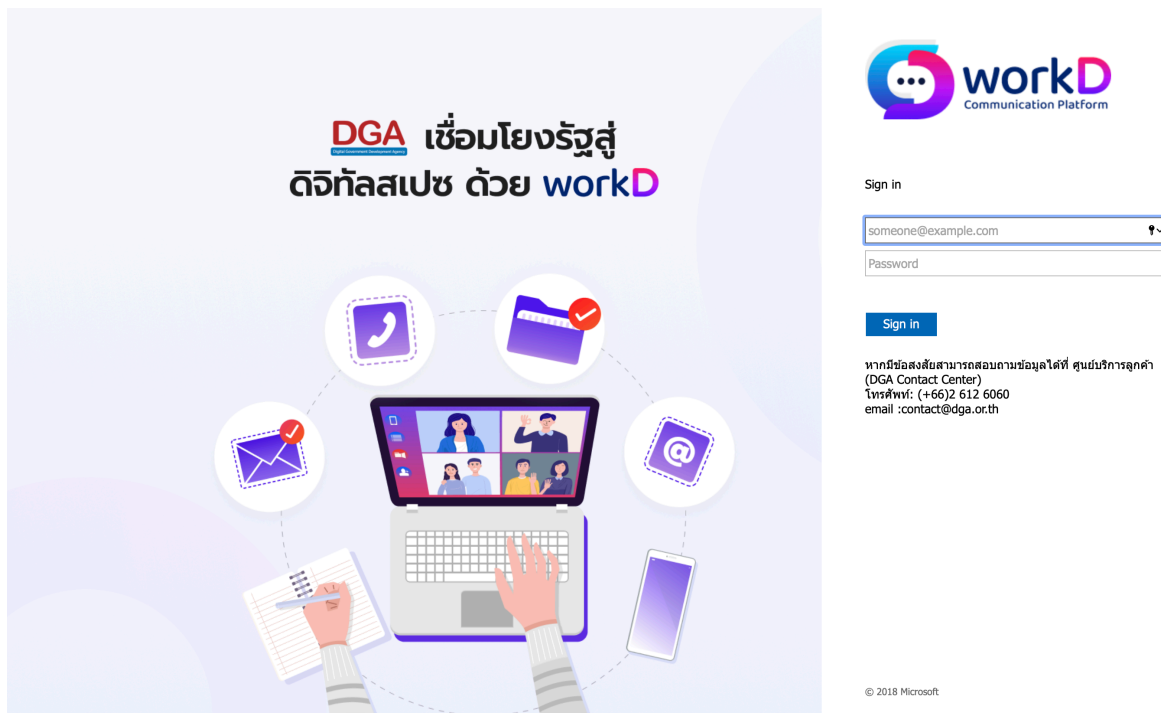 DGA เชื่อมโยงรัฐสู่
Digital Government Development Agency
ดิจิทัลสเปซ ด้วย workD
workD
Communication Platform
Sign in
someone@example.com
Password
Sign in
หากมีข้อสงสัยสามารถสอบถามข้อมูลได้ที่ ศูนย์บริการลูกค้า
(DGA Contact Center)
โทรศัพท์: (+66)2 612 6060
email :contact@dga.or.th
© 2018 Microsoft